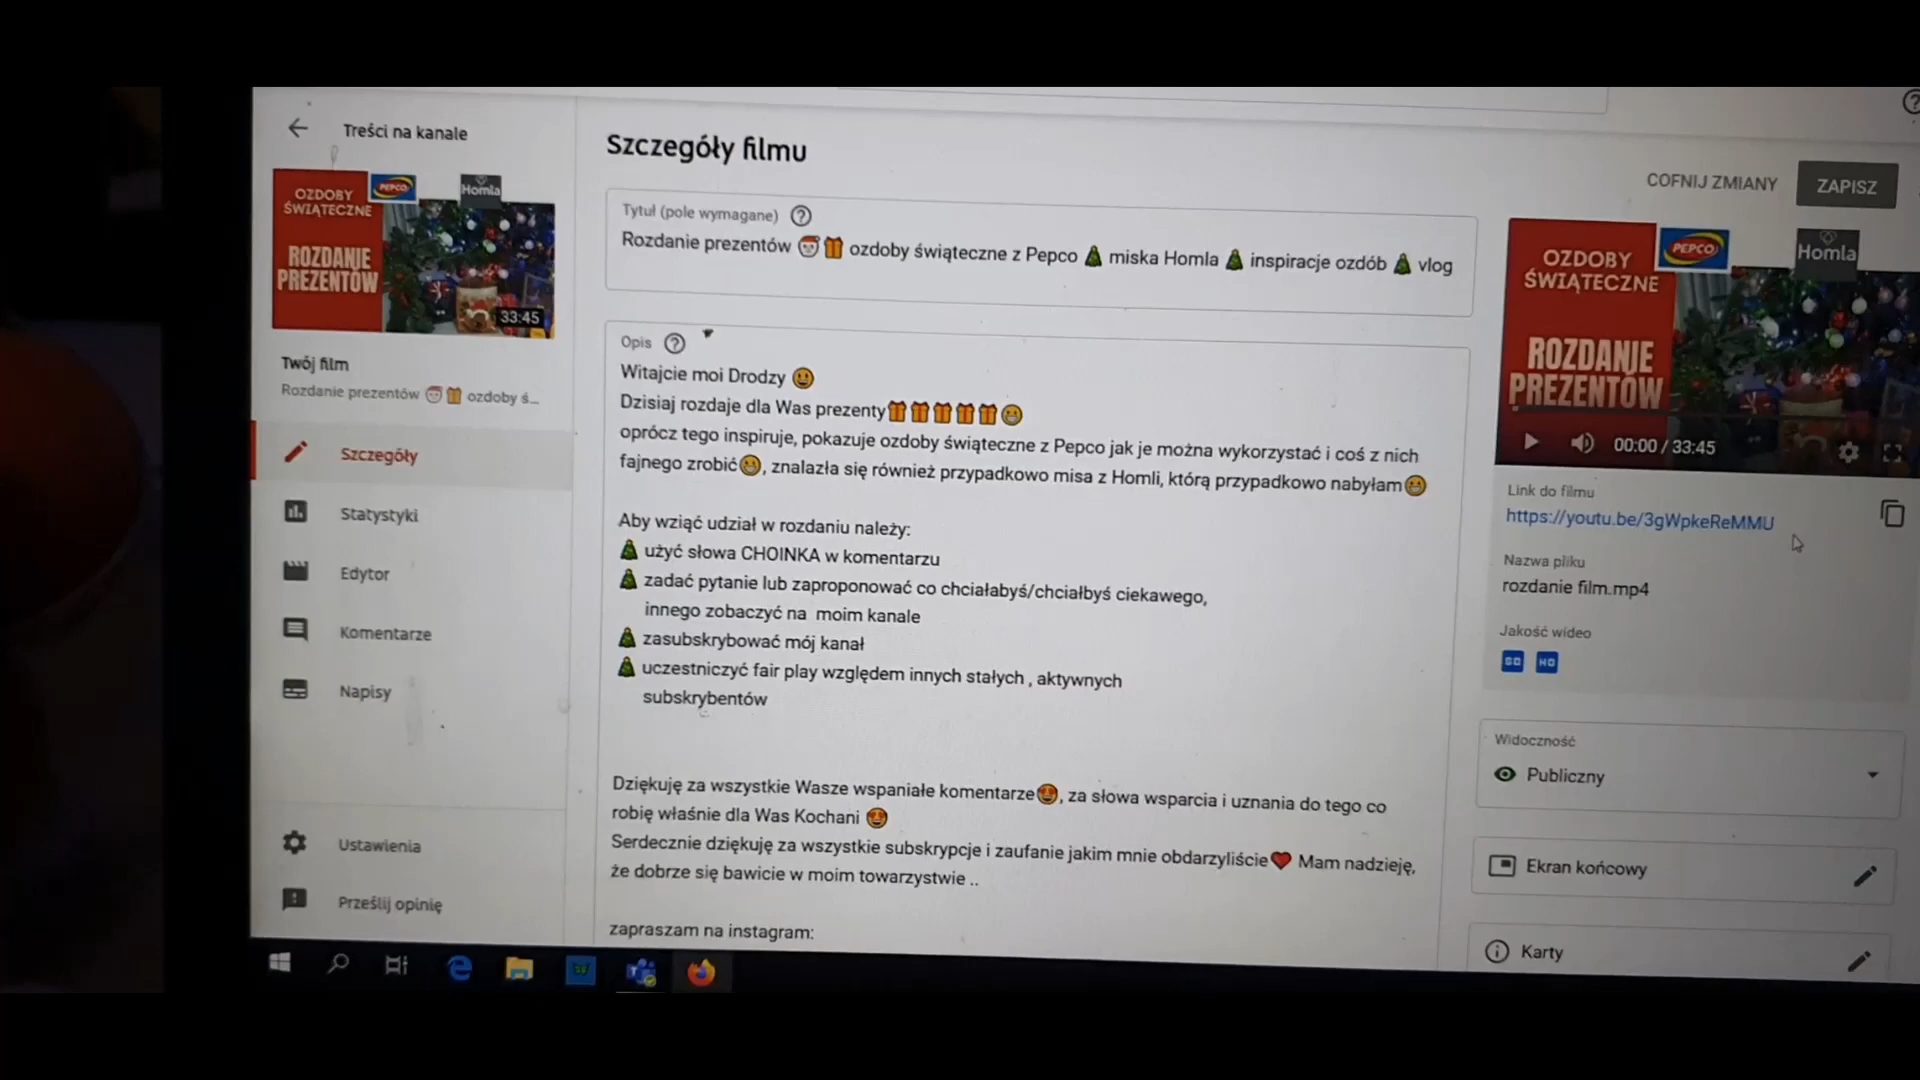 Treści na kanale
OZDOBY
ŚWIĄTECZNE
PEPCO
Homla
ROZDANIE
PREZENTÓW
33:45
Twój film
Rozdanie prezentów 🎅🎁 ozdoby ś...
Szczegóły
Statystyki
Edytor
Komentarze
Napisy
Ustawienia
Prześlij opinię
Szczegóły filmu
COFNIJ ZMIANY
ZAPISZ
Tytuł (pole wymagane)
Rozdanie prezentów 🎅🎁 ozdoby świąteczne z Pepco 🎄 miska Homla 🎄 inspiracje ozdób 🎄 vlog
Opis
Witajcie moi Drodzy 😀
Dzisiaj rozdaje dla Was prezenty🎁🎁🎁🎁🎁😀
oprócz tego inspiruje, pokazuje ozdoby świąteczne z Pepco jak je można wykorzystać i coś z nich
fajnego zrobić😀, znalazła się również przypadkowo misa z Homli, którą przypadkowo nabyłam😀
Aby wziąć udział w rozdaniu należy:
🎄 użyć słowa CHOINKA w komentarzu
🎄 zadać pytanie lub zaproponować co chciałabyś/chciałbyś ciekawego,
innego zobaczyć na moim kanale
🎄 zasubskrybować mój kanał
🎄 uczestniczyć fair play względem innych stałych , aktywnych
subskrybentów
Dziękuję za wszystkie Wasze wspaniałe komentarze🤩, za słowa wsparcia i uznania do tego co
robię właśnie dla Was Kochani 🤩
Serdecznie dziękuję za wszystkie subskrypcje i zaufanie jakim mnie obdarzyliście❤ Mam nadzieję,
że dobrze się bawicie w moim towarzystwie ..
zapraszam na instagram:
OZDOBY
ŚWIĄTECZNE
PEPCO
Homla
ROZDANIE
PREZENTÓW
00:00 / 33:45
Link do filmu
https://youtu.be/3gWpkeReMMU
Nazwa pliku
rozdanie film.mp4
Jakość wideo
SD HD
Widoczność
Publiczny
Ekran końcowy
Karty